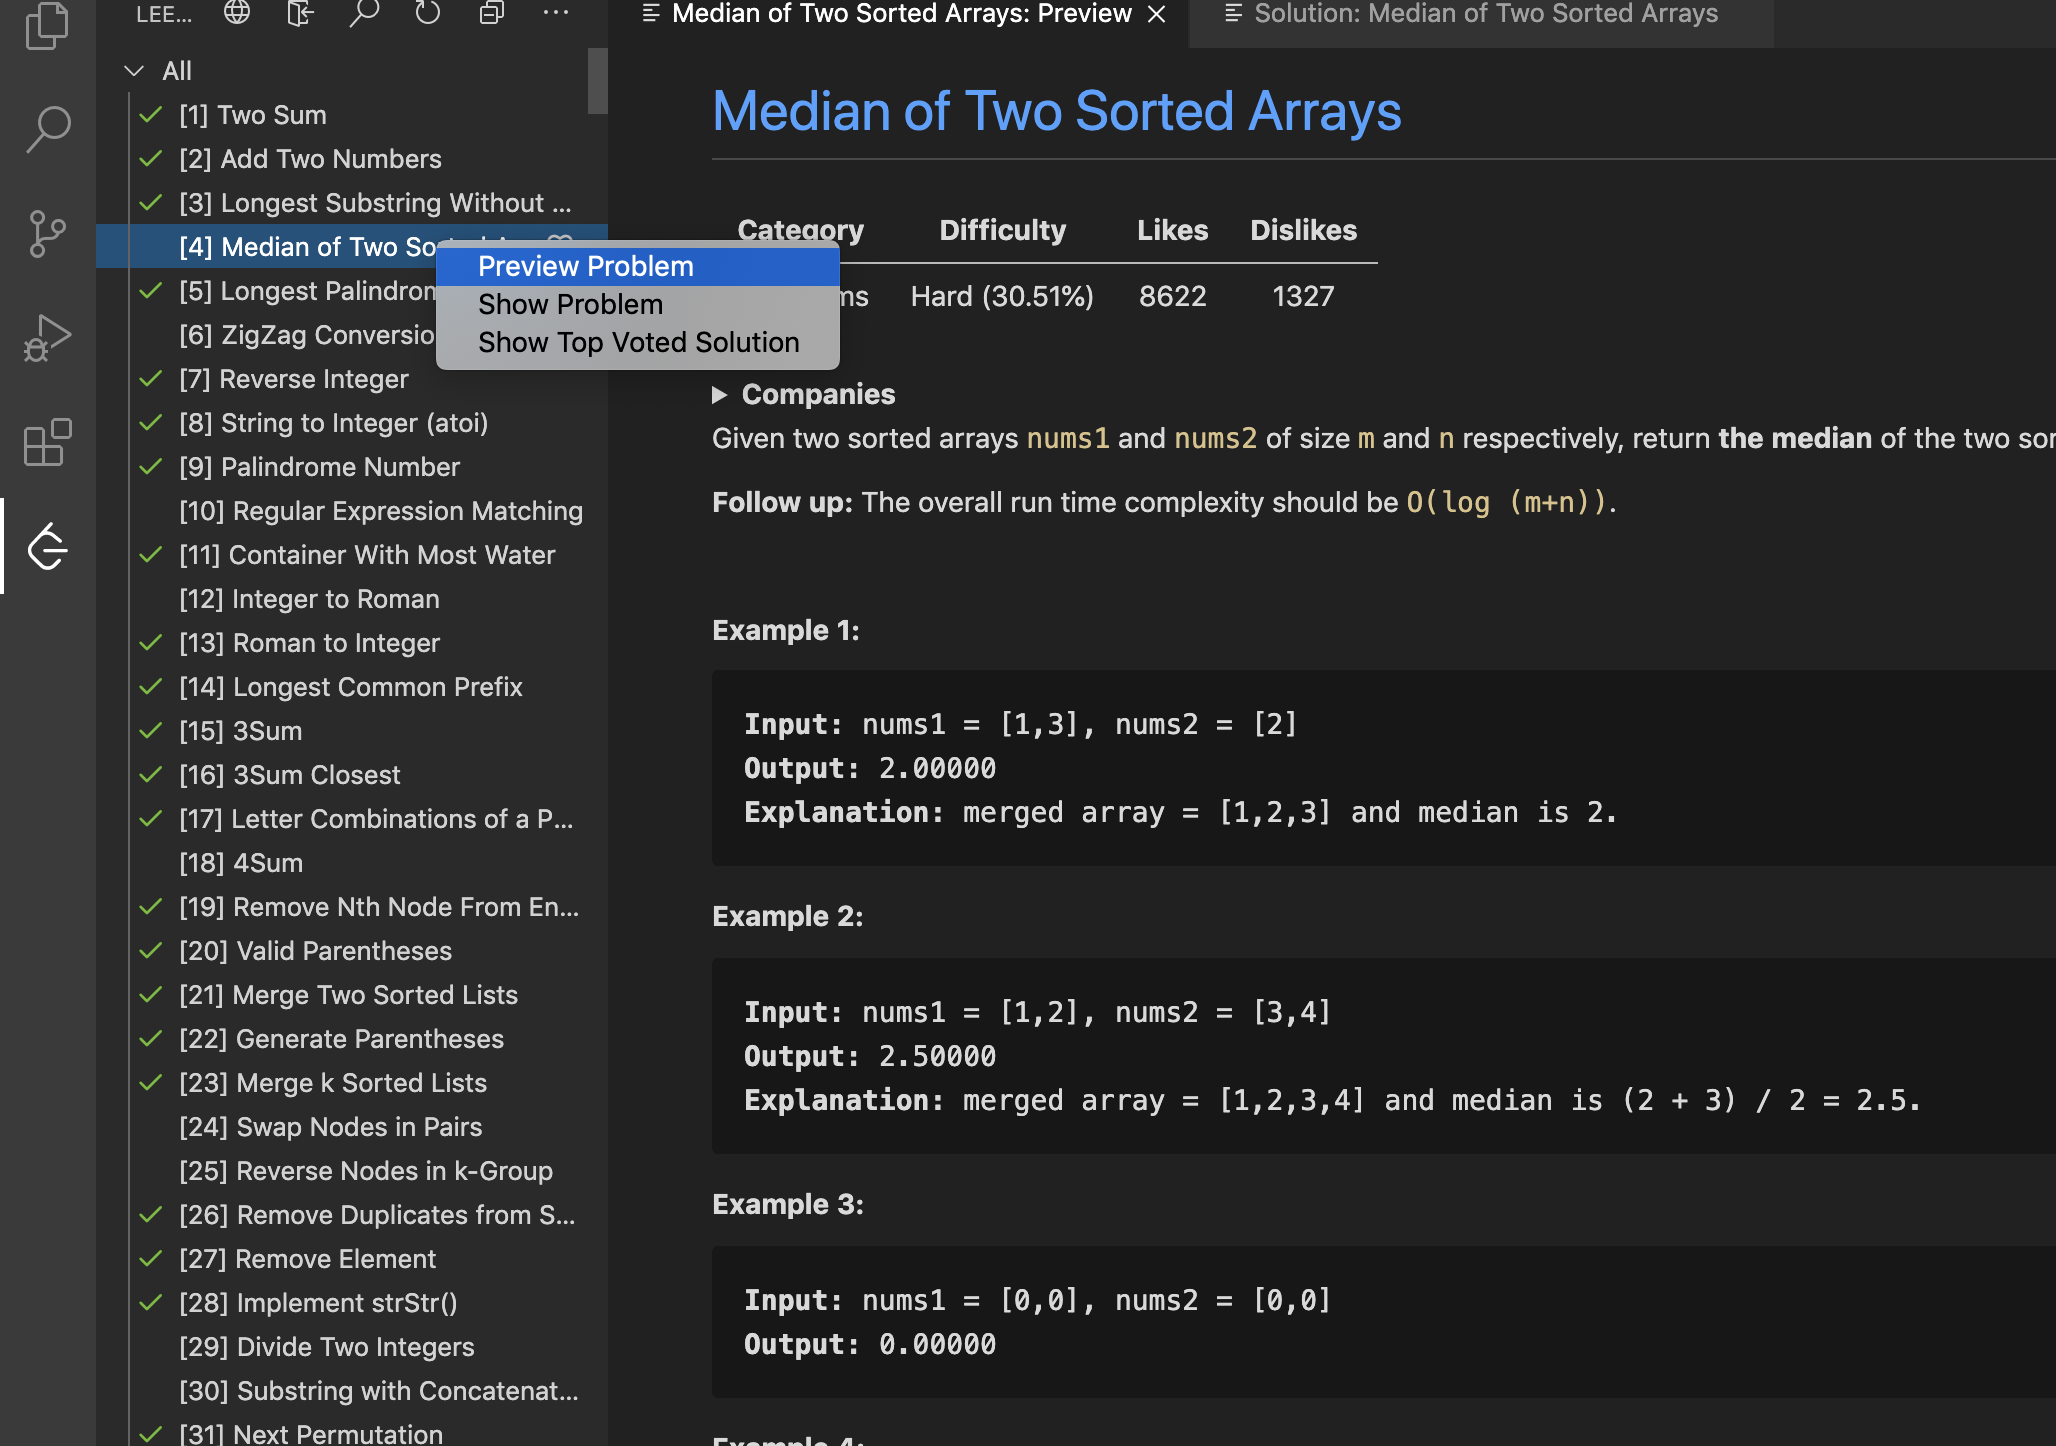 LEE...
All
[1] Two Sum
[2] Add Two Numbers
[3] Longest Substring Without ...
[4] Median of Two
[5] Longest
[6] ZigZag
[7] Reverse Integer
[8] String to Integer (atoi)
[9] Palindrome Number
[10] Regular Expression Matching
[11] Container With Most Water
[12] Integer to Roman
[13] Roman to Integer
[14] Longest Common Prefix
[15] 3Sum
[16] 3Sum Closest
[17] Letter Combinations of a P...
[18] 4Sum
[19] Remove Nth Node From En...
[20] Valid Parentheses
[21] Merge Two Sorted Lists
[22] Generate Parentheses
[23] Merge k Sorted Lists
[24] Swap Nodes in Pairs
[25] Reverse Nodes in k-Group
[26] Remove Duplicates from S...
[27] Remove Element
[28] Implement strStr()
[29] Divide Two Integers
[30] Substring with Concatenat...
[31] Next Permutation
Preview Problem
Show Problem
Show Top Voted Solution
Median of Two Sorted Arrays: Preview
Solution: Median of Two Sorted Arrays
Median of Two Sorted Arrays
Category Difficulty Likes Dislikes
Hard (30.51%) 8622 1327
Companies
Given two sorted arrays nums1 and nums2 of size m and n respectively, return the median of the two
Follow up: The overall run time complexity should be O(log (m+n)).
Example 1:
Input: nums1 = [1,3], nums2 = [2]
Output: 2.00000
Explanation: merged array = [1,2,3] and median is 2.
Example 2:
Input: nums1 = [1,2], nums2 = [3,4]
Output: 2.50000
Explanation: merged array = [1,2,3,4] and median is (2 + 3) / 2 = 2.5.
Example 3:
Input: nums1 = [0,0], nums2 = [0,0]
Output: 0.00000
Example 4: